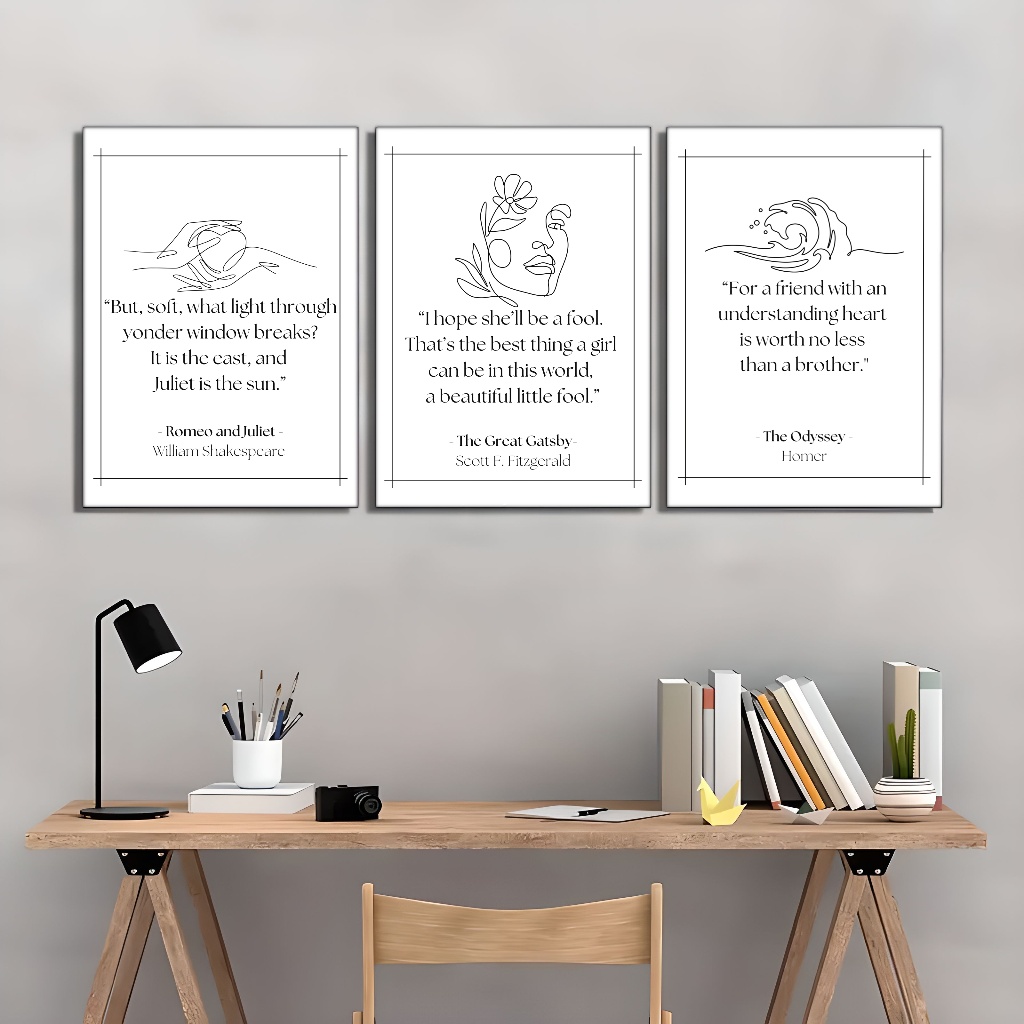 “But, soft, what light through
yonder window breaks?
It is the east, and
Juliet is the sun.”
- Romeo and Juliet -
William Shakespeare
“I hope she’ll be a fool.
That’s the best thing a girl
can be in this world,
a beautiful little fool.”
- The Great Gatsby-
Scott F. Fitzgerald
“For a friend with an
understanding heart
is worth no less
than a brother."
- The Odyssey -
Homer